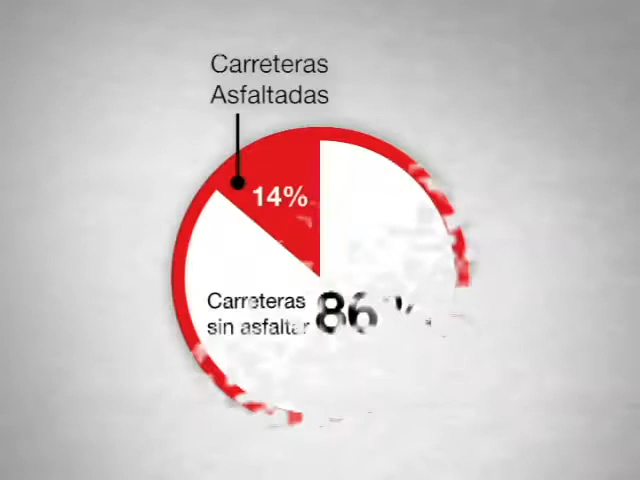 Carreteras
Asfaltadas
14%
Carreteras
sin asfaltar
86%